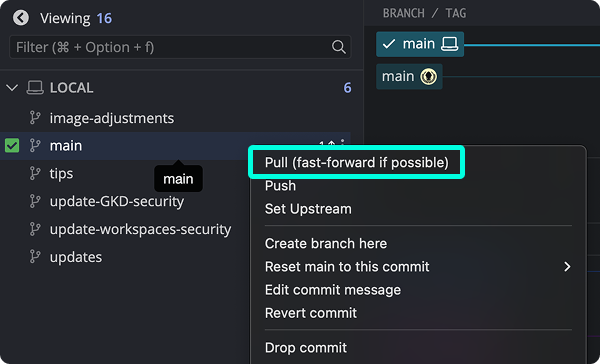 Viewing 16
BRANCH / TAG
Filter (⌘ + Option + f)
main
main
LOCAL
6
image-adjustments
main
1↑
tips
main
update-GKD-security
update-workspaces-security
updates
Pull (fast-forward if possible)
Push
Set Upstream
Create branch here
Reset main to this commit
Edit commit message
Revert commit
Drop commit